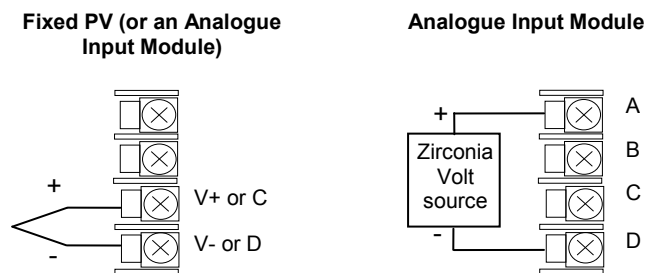 Fixed PV (or an Analogue
Input Module)
+
V+ or C
-
V- or D
Analogue Input Module
+
Zirconia
Volt
source
-
A
B
C
D